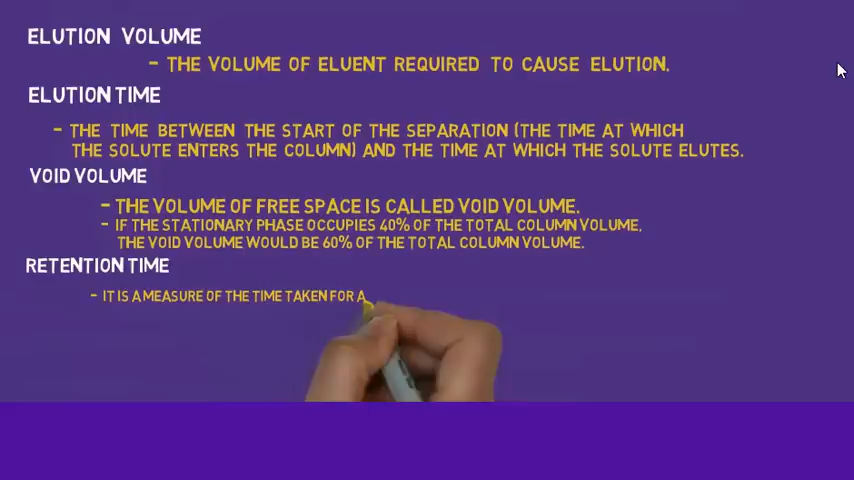 ELUTION VOLUME
- THE VOLUME OF ELUENT REQUIRED TO CAUSE ELUTION.
ELUTION TIME
- THE TIME BETWEEN THE START OF THE SEPARATION (THE TIME AT WHICH
THE SOLUTE ENTERS THE COLUMN) AND THE TIME AT WHICH THE SOLUTE ELUTES.
VOID VOLUME
- THE VOLUME OF FREE SPACE IS CALLED VOID VOLUME.
- IF THE STATIONARY PHASE OCCUPIES 40% OF THE TOTAL COLUMN VOLUME,
THE VOID VOLUME WOULD BE 60% OF THE TOTAL COLUMN VOLUME.
RETENTION TIME
- IT IS A MEASURE OF THE TIME TAKEN FOR A